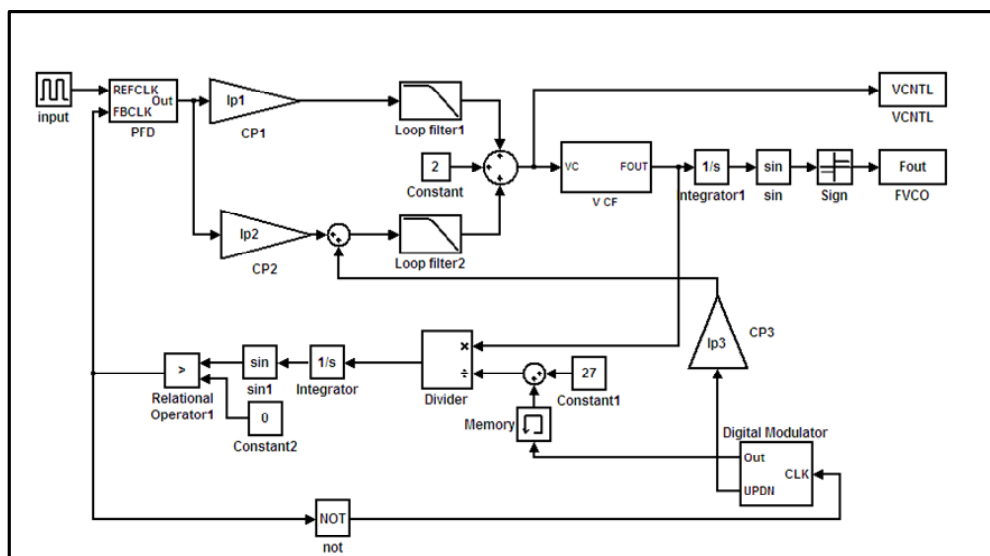 input
REFCLK
Out
FBCLK
PFD
Ip1
CP1
Loop filter1
VCNTL
VCNTL
2
Constant
VC
FOUT
V CF
1/s
ntegrator1
sin
sin
Sign
Fout
FVCO
Ip2
CP2
Loop filter2
Ip3
CP3
>
Relational
Operator1
sin
sin1
1/s
Integrator
×
÷
Divider
27
Constant1
0
Constant2
Memory
Digital Modulator
Out
CLK
UPDN
NOT
not